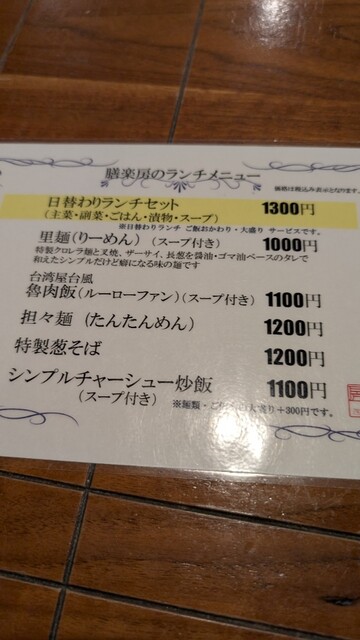 膳楽房のランチメニュー
価格は税込み表示となります。
日替わりランチセット 1300円
(主菜・副菜・ごはん・漬物・スープ)
※日替わりランチ ご飯おかわり・大盛り サービスです。
里麺(りーめん) (スープ付き) 1000円
特製クロレラ麺と叉焼、ザーサイ、長葱を醤油・ゴマ油ベースのタレで
和えたシンプルだけど癖になる味の麺です
台湾屋台風
魯肉飯(ルーローファン)(スープ付き) 1100円
担々麺 (たんたんめん) 1200円
特製葱そば 1200円
シンプルチャーシュー炒飯 1100円
(スープ付き)
※麺類・ご 大盛り+300円です。